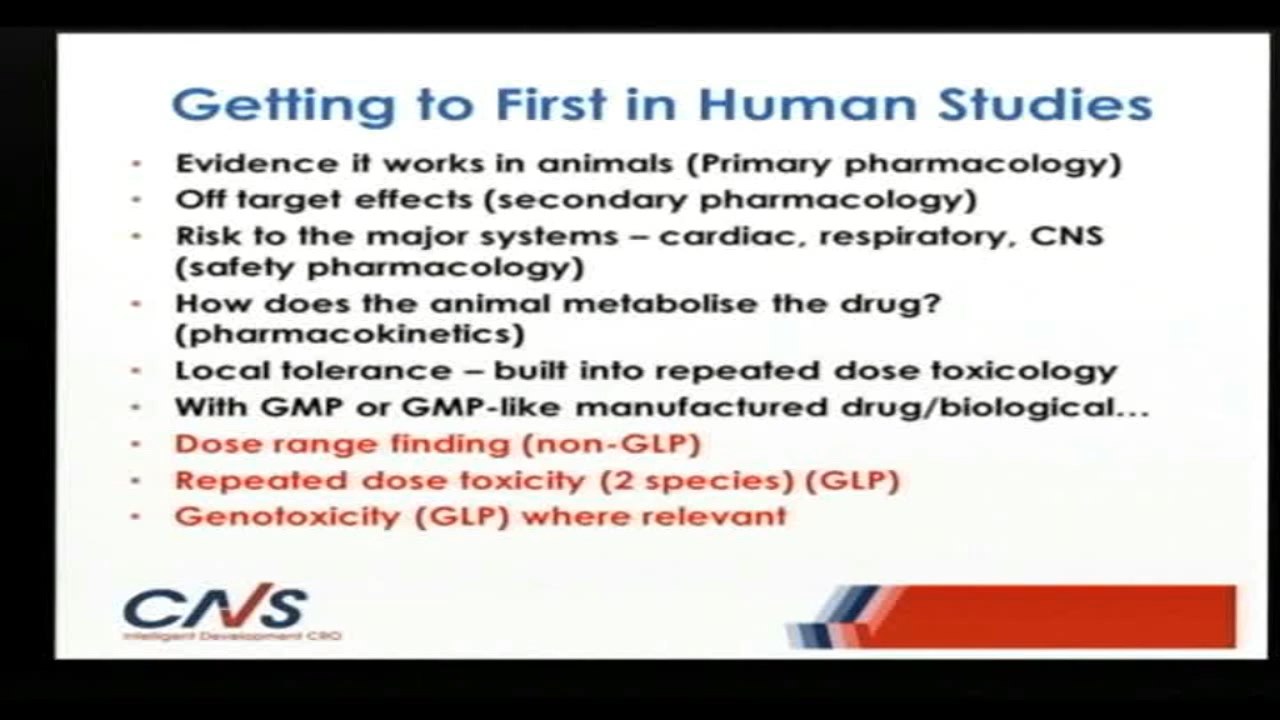 Getting to First in Human Studies
• Evidence it works in animals (Primary pharmacology)
• Off target effects (secondary pharmacology)
• Risk to the major systems – cardiac, respiratory, CNS
(safety pharmacology)
• How does the animal metabolise the drug?
(pharmacokinetics)
• Local tolerance – built into repeated dose toxicology
• With GMP or GMP-like manufactured drug/biological...
• Dose range finding (non-GLP)
• Repeated dose toxicity (2 species) (GLP)
• Genotoxicity (GLP) where relevant
CNS
Intelligent Development CRO